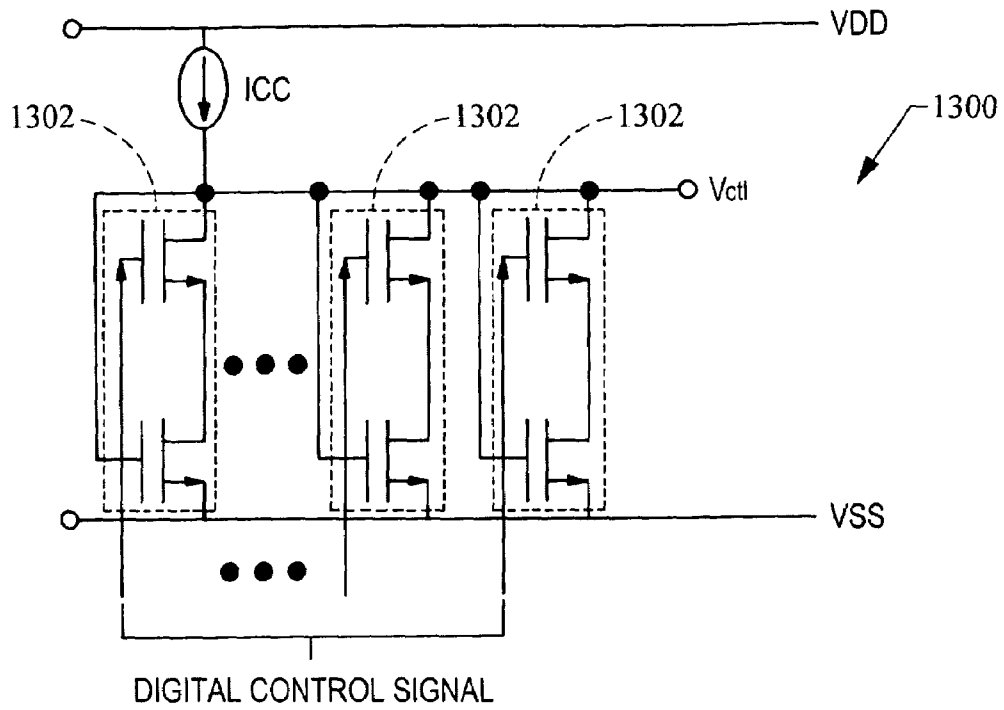 VDD
ICC
1302
1302
1302
1300
Vctl
VSS
DIGITAL CONTROL SIGNAL